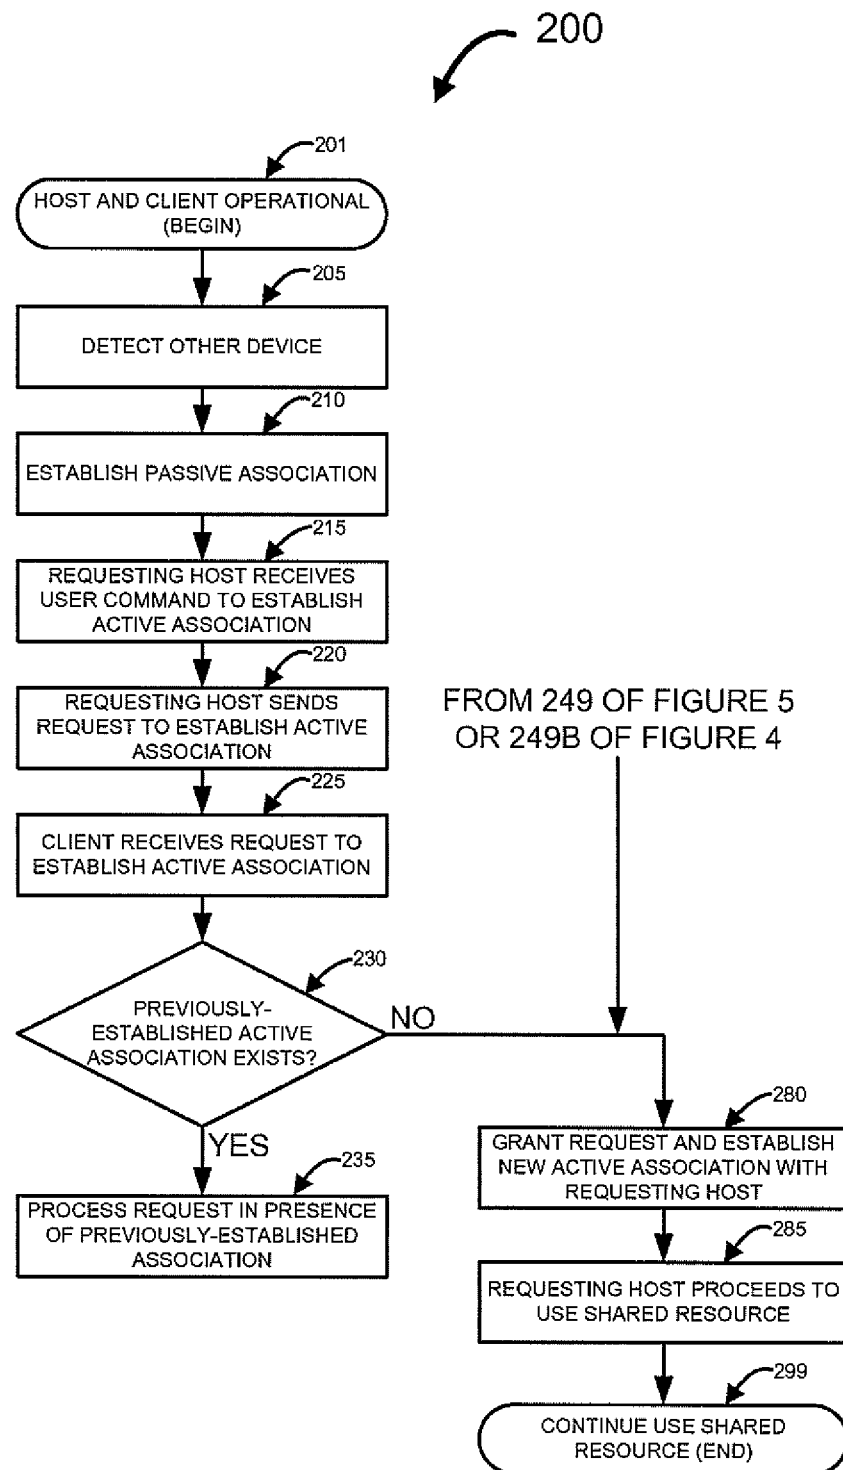 200
201
HOST AND CLIENT OPERATIONAL
(BEGIN)
205
DETECT OTHER DEVICE
210
ESTABLISH PASSIVE ASSOCIATION
215
REQUESTING HOST RECEIVES
USER COMMAND TO ESTABLISH
ACTIVE ASSOCIATION
220
REQUESTING HOST SENDS
REQUEST TO ESTABLISH ACTIVE
ASSOCIATION
FROM 249 OF FIGURE 5
OR 249B OF FIGURE 4
225
CLIENT RECEIVES REQUEST TO
ESTABLISH ACTIVE ASSOCIATION
230
PREVIOUSLY-
ESTABLISHED ACTIVE
ASSOCIATION EXISTS?
NO
YES
235
PROCESS REQUEST IN PRESENCE
OF PREVIOUSLY-ESTABLISHED
ASSOCIATION
280
GRANT REQUEST AND ESTABLISH
NEW ACTIVE ASSOCIATION WITH
REQUESTING HOST
285
REQUESTING HOST PROCEEDS TO
USE SHARED RESOURCE
299
CONTINUE USE SHARED
RESOURCE (END)